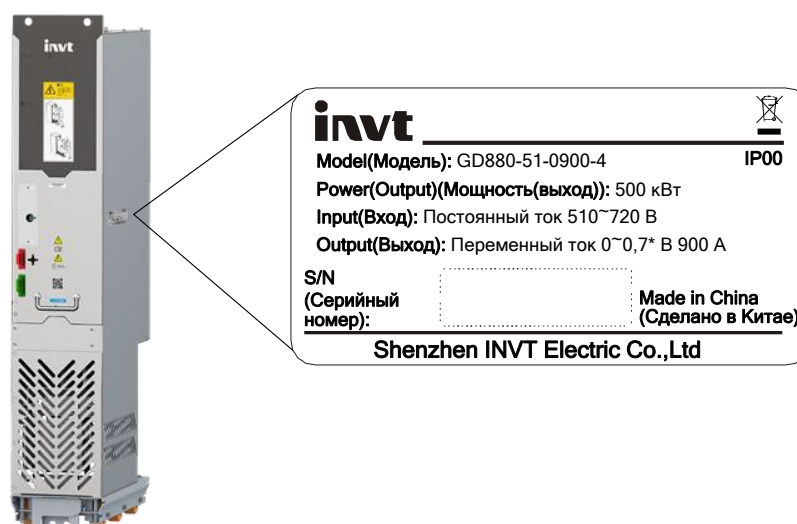 invt
+
invt
Model(Модель): GD880-51-0900-4 IP00
Power(Output)(Мощность(выход)): 500 кВт
Input(Вход): Постоянный ток 510~720 В
Output(Выход): Переменный ток 0~0,7* В 900 А
S/N
(Серийный
номер):
Made in China
(Сделано в Китае)
Shenzhen INVT Electric Co.,Ltd